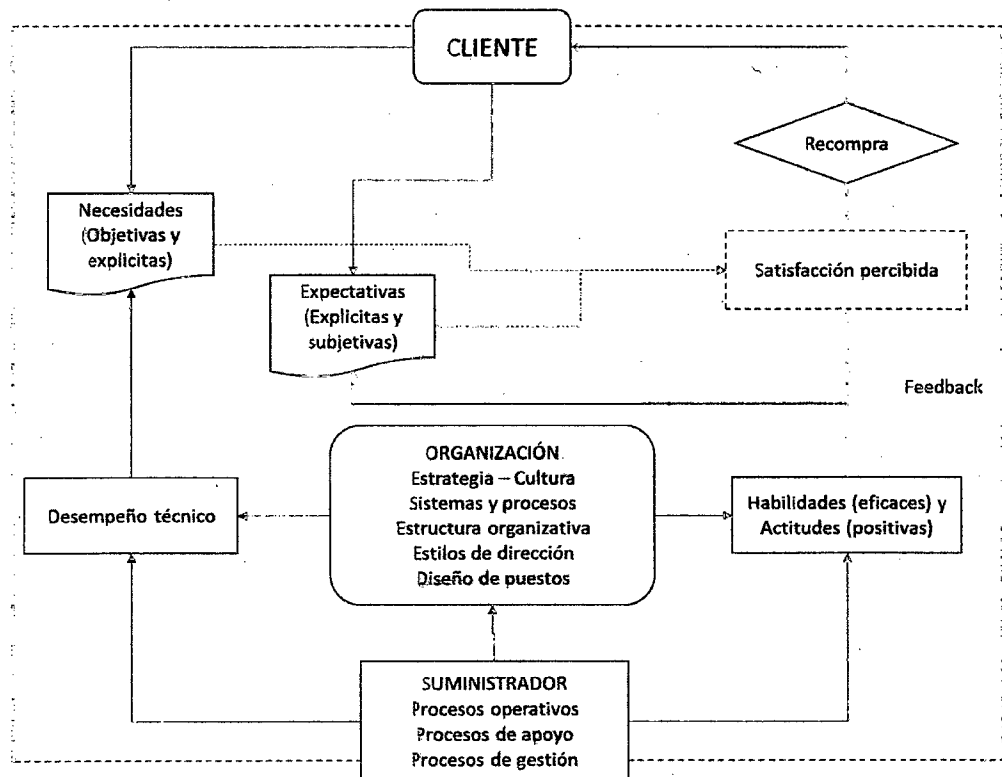 CLIENTE
Recompra
Necesidades
(Objetivas y
explicitas)
Satisfacción percibida
Expectativas
(Explicitas y
subjetivas)
Feedback
ORGANIZACIÓN
Estrategia – Cultura
Sistemas y procesos
Estructura organizativa
Estilos de dirección
Diseño de puestos
Desempeño técnico
Habilidades (eficaces) y
Actitudes (positivas)
SUMINISTRADOR
Procesos operativos
Procesos de apoyo
Procesos de gestión